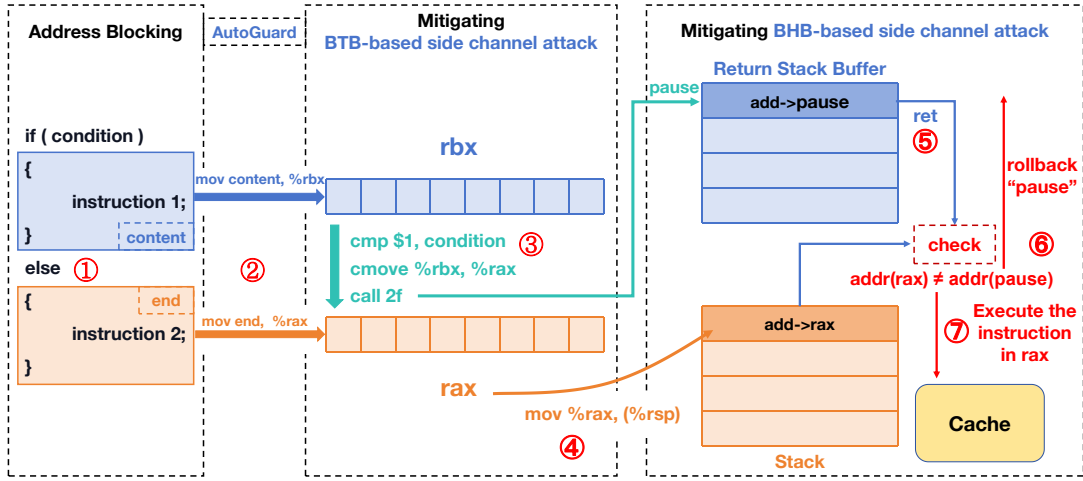 Address Blocking
if ( condition )
{
instruction 1;
}
content
else
①
{
end
instruction 2;
}
AutoGuard
mov content, %rbx
②
mov end, %rax
Mitigating
BTB-based side channel attack
rbx
cmp $1, condition
③
cmove %rbx, %rax
call 2f
rax
mov %rax, (%rsp)
④
Mitigating BHB-based side channel attack
Return Stack Buffer
pause
add->pause
ret
⑤
rollback
“pause”
check
⑥
addr(rax) ≠ addr(pause)
add->rax
⑦
Execute the
instruction
in rax
Cache
Stack